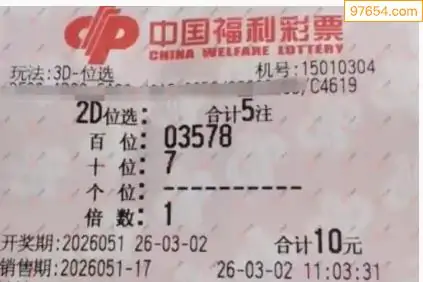 97654.com
中国福利彩票
CHINA WELFARE LOTTERY
玩法:3D-位选 机号:15010304
/C4619
2D位选: 合计5注
百 位: 03578
十 位: 7
个 位: ----------
倍 数: 1
开奖期:2026051 26-03-02 合计10元
销售期:2026051-17 26-03-02 11:03:31